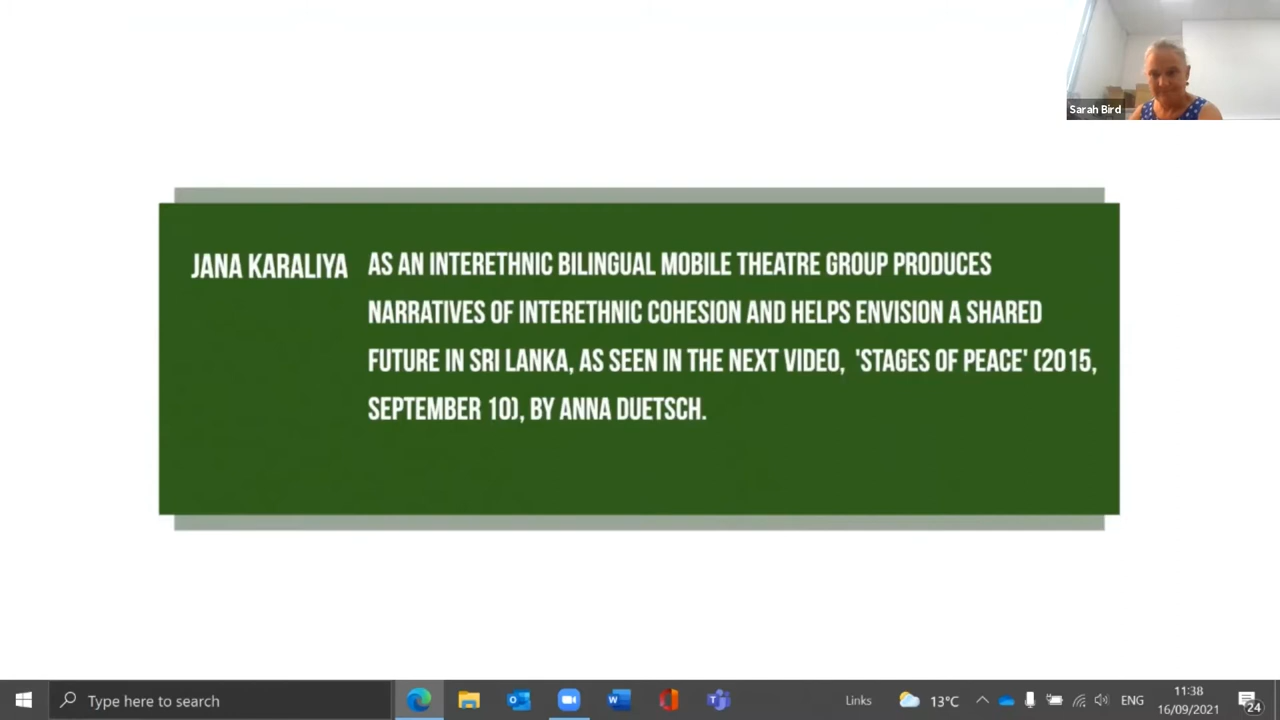 Sarah Bird
JANA KARALIYA AS AN INTERETHNIC BILINGUAL MOBILE THEATRE GROUP PRODUCES
NARRATIVES OF INTERETHNIC COHESION AND HELPS ENVISION A SHARED
FUTURE IN SRI LANKA, AS SEEN IN THE NEXT VIDEO, 'STAGES OF PEACE' (2015,
SEPTEMBER 10), BY ANNA DUETSCH.
Type here to search
Links
13°C
ENG
11:38
16/09/2021
24